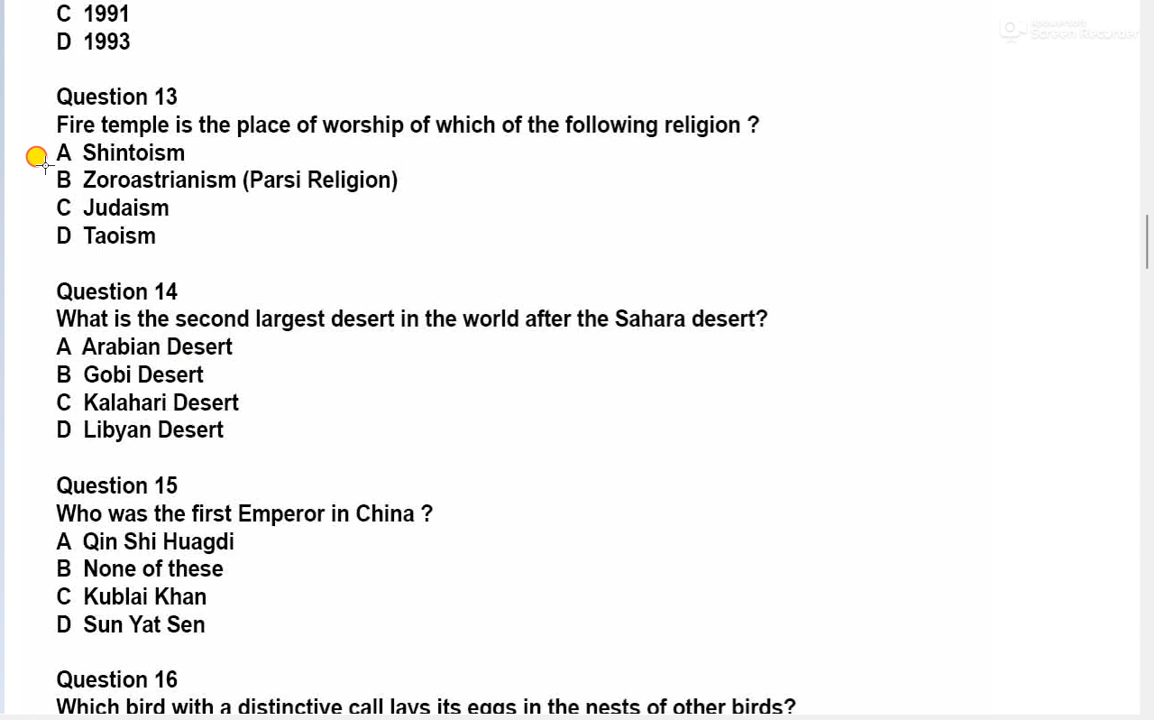 C 1991
D 1993
Apowersoft
Screen Recorder
Question 13
Fire temple is the place of worship of which of the following religion ?
A Shintoism
B Zoroastrianism (Parsi Religion)
C Judaism
D Taoism
Question 14
What is the second largest desert in the world after the Sahara desert?
A Arabian Desert
B Gobi Desert
C Kalahari Desert
D Libyan Desert
Question 15
Who was the first Emperor in China ?
A Qin Shi Huagdi
B None of these
C Kublai Khan
D Sun Yat Sen
Question 16
Which bird with a distinctive call lays its eggs in the nests of other birds?